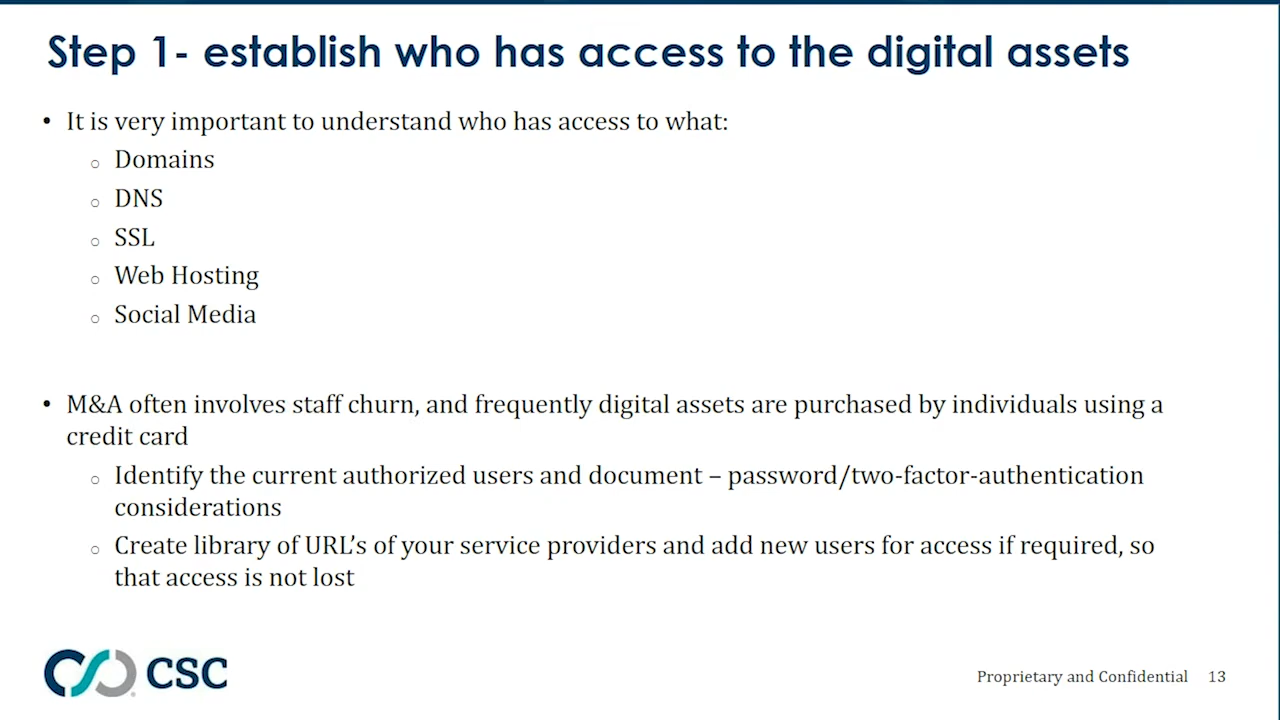 Step 1- establish who has access to the digital assets
• It is very important to understand who has access to what:
○ Domains
○ DNS
○ SSL
○ Web Hosting
○ Social Media
• M&A often involves staff churn, and frequently digital assets are purchased by individuals using a
credit card
○ Identify the current authorized users and document – password/two-factor-authentication
considerations
○ Create library of URL’s of your service providers and add new users for access if required, so
that access is not lost
CSC
Proprietary and Confidential 13